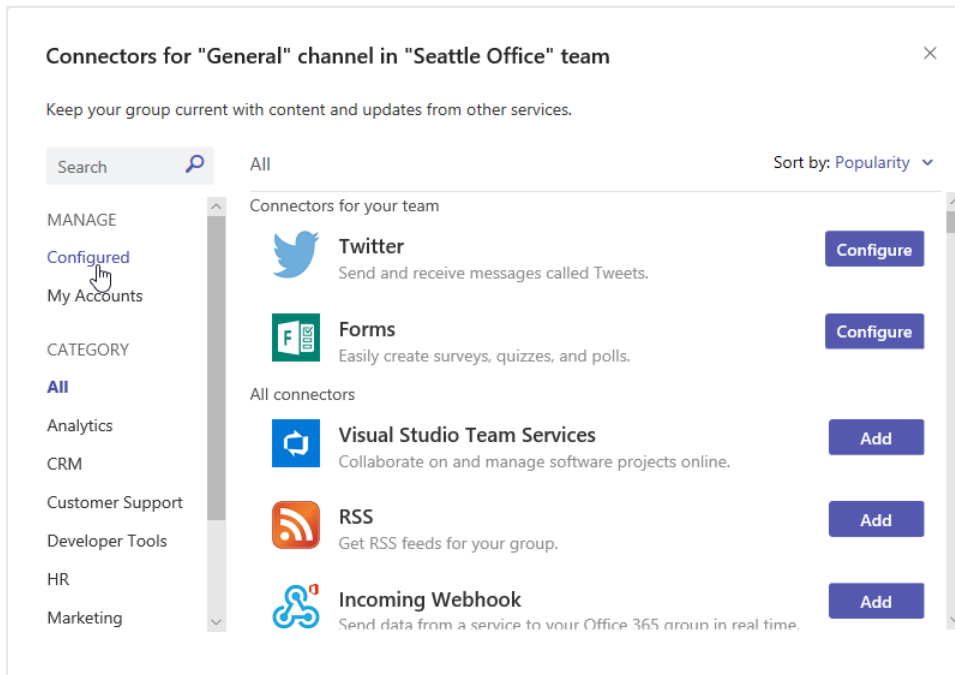 Connectors for "General" channel in "Seattle Office" team
Keep your group current with content and updates from other services.
Search
All
Sort by: Popularity
MANAGE
Configured
My Accounts
CATEGORY
All
Analytics
CRM
Customer Support
Developer Tools
HR
Marketing
Connectors for your team
Twitter
Send and receive messages called Tweets.
Configure
F
Forms
Easily create surveys, quizzes, and polls.
Configure
All connectors
Visual Studio Team Services
Collaborate on and manage software projects online.
Add
RSS
Get RSS feeds for your group.
Add
Incoming Webhook
Send data from a service to your Office 365 group in real time.
Add